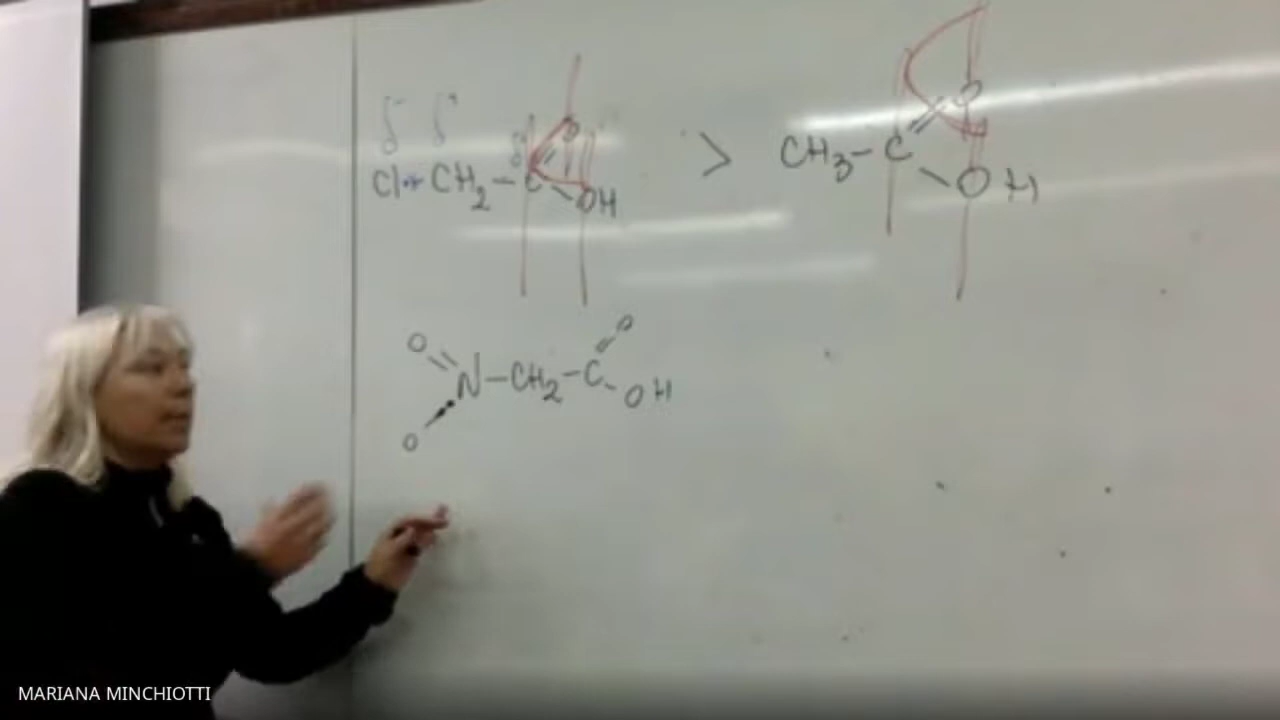 δ⁻ δ⁺
Cl CH₂ – C = O OH > CH₃ – C = O OH
O = N – CH₂ – C = O OH
O
MARIANA MINCHIOTTI